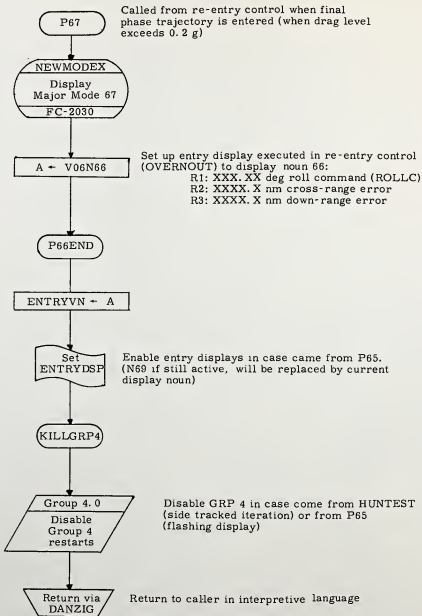 P67
Called from re-entry control when final
phase trajectory is entered (when drag level
exceeds 0.2 g)
NEWMODEX
Display
Major Mode 67
FC-2030
A ← V06N66
Set up entry display executed in re-entry control
(OVERNOUT) to display noun 66:
R1: XXX.XX deg roll command (ROLLC)
R2: XXXX.X nm cross-range error
R3: XXXX.X nm down-range error
P66END
ENTRYVN ← A
Set
ENTRYDSP
Enable entry displays in case came from P65.
(N69 if still active, will be replaced by current
display noun)
KILLGRP4
Group 4.0
Disable
Group 4
restarts
Disable GRP 4 in case come from HUNTEST
(side tracked iteration) or from P65
(flashing display)
Return via
DANZIG
Return to caller in interpretive language